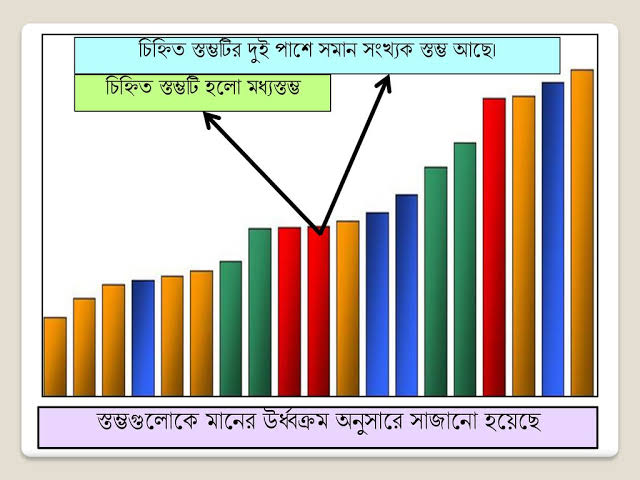 চিহ্নিত স্তম্ভটির দুই পাশে সমান সংখ্যক স্তম্ভ আছে।
চিহ্নিত স্তম্ভটি হলো মধ্যস্তম্ভ
স্তম্ভগুলোকে মানের উর্ধ্বক্রম অনুসারে সাজানো হয়েছে